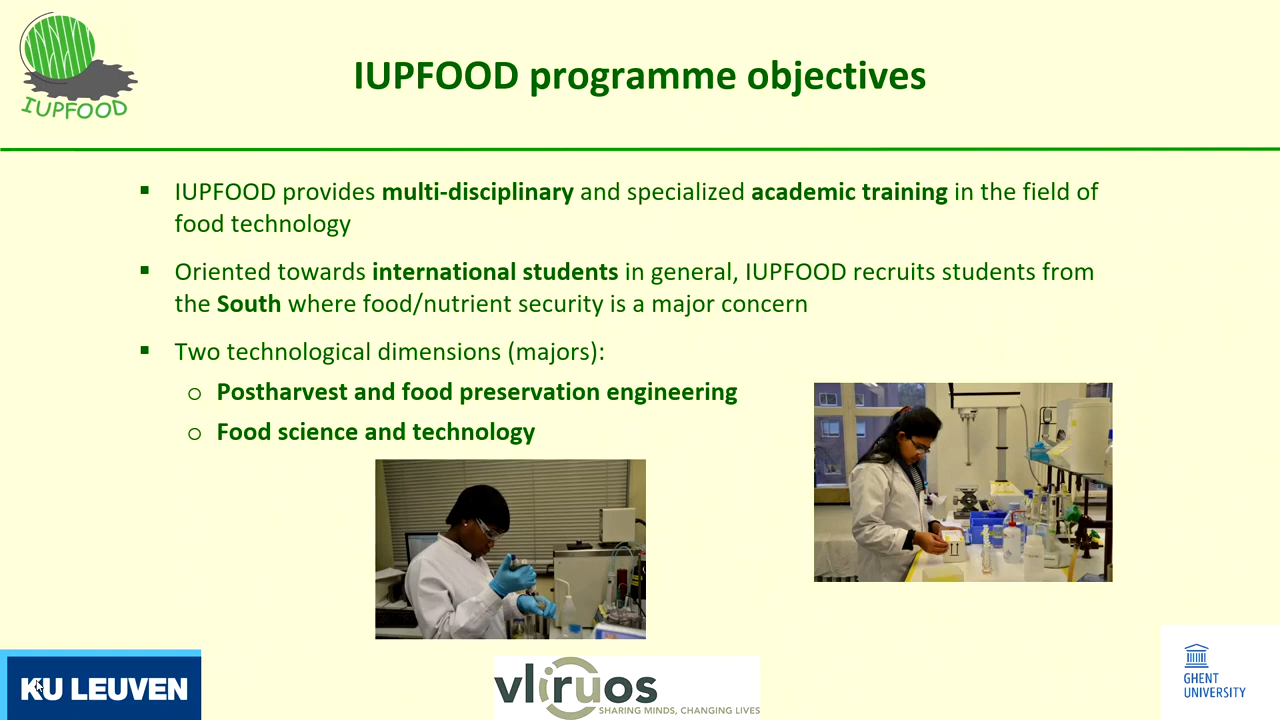 IUPFOOD
IUPFOOD programme objectives
▪ IUPFOOD provides multi-disciplinary and specialized academic training in the field of
food technology
▪ Oriented towards international students in general, IUPFOOD recruits students from
the South where food/nutrient security is a major concern
▪ Two technological dimensions (majors):
o Postharvest and food preservation engineering
o Food science and technology
KU LEUVEN
vliruos
SHARING MINDS, CHANGING LIVES
GHENT
UNIVERSITY